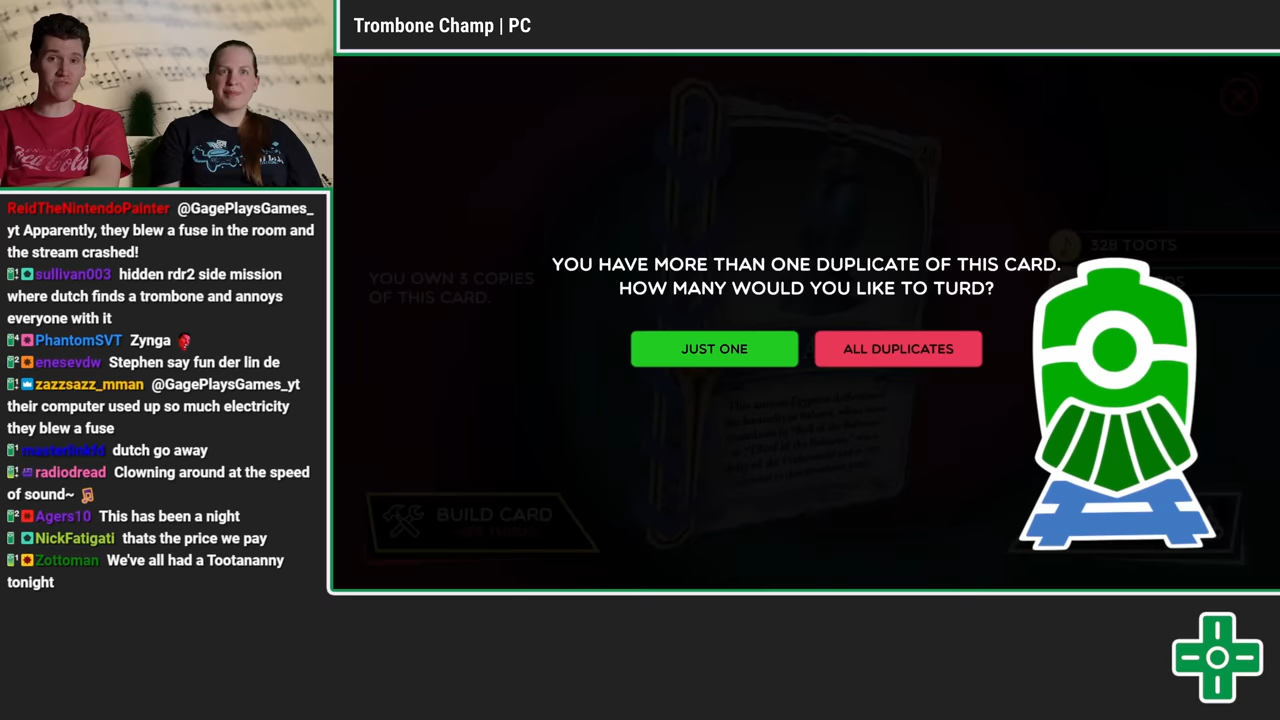 Trombone Champ | PC
Coca-Cola
ReidTheNintendoPainter @GagePlaysGames_
yt Apparently, they blew a fuse in the room and
the stream crashed!
sullivan003 hidden rdr2 side mission
where dutch finds a trombone and annoys
everyone with it
PhantomSVT Zynga
enesevdw Stephen say fun der lin de
zazzsazz_mman @GagePlaysGames_yt
their computer used up so much electricity
they blew a fuse
dutch go away
radiodread Clowning around at the speed
of sound~
Agers10 This has been a night
NickFatigati thats the price we pay
Zottoman We've all had a Tootananny
tonight
328 TOOTS
YOU OWN 3 COPIES
OF THIS CARD.
YOU HAVE MORE THAN ONE DUPLICATE OF THIS CARD.
HOW MANY WOULD YOU LIKE TO TURD?
JUST ONE
ALL DUPLICATES
BUILD CARD